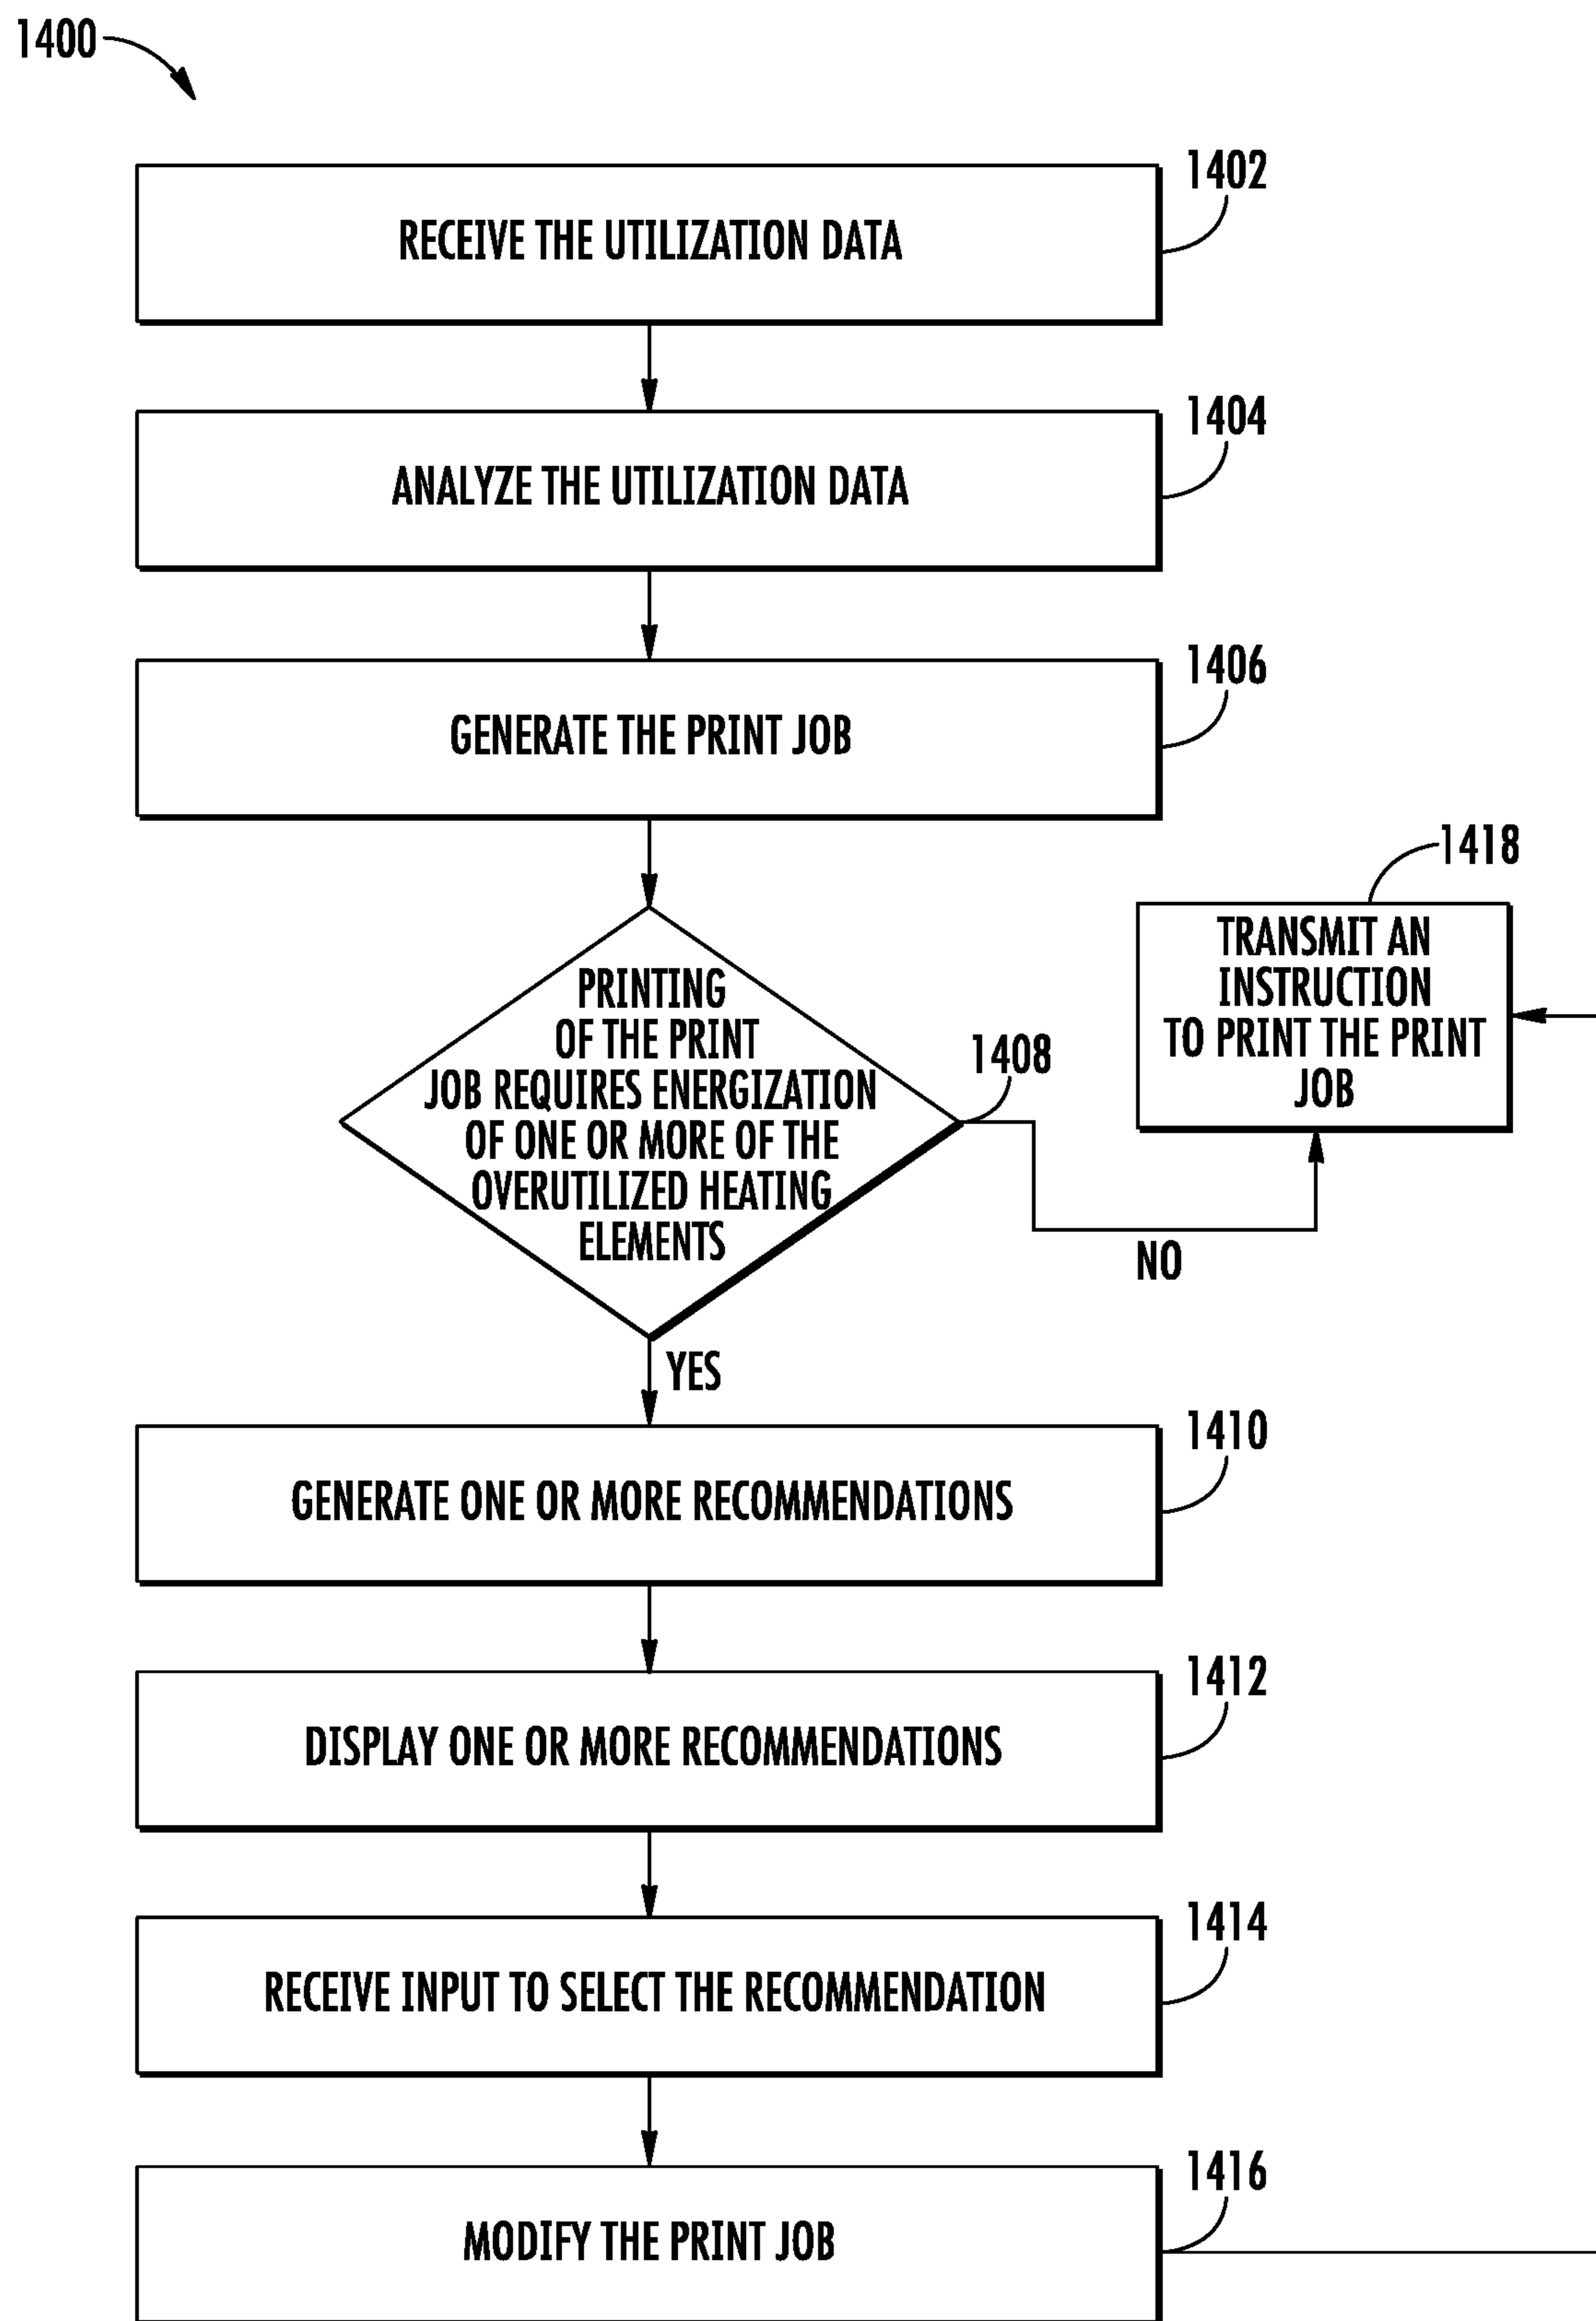 1400
1402
RECEIVE THE UTILIZATION DATA
1404
ANALYZE THE UTILIZATION DATA
1406
GENERATE THE PRINT JOB
1418
TRANSMIT AN
INSTRUCTION
TO PRINT THE PRINT
JOB
PRINTING
OF THE PRINT
JOB REQUIRES ENERGIZATION
OF ONE OR MORE OF THE
OVERUTILIZED HEATING
ELEMENTS
1408
NO
YES
1410
GENERATE ONE OR MORE RECOMMENDATIONS
1412
DISPLAY ONE OR MORE RECOMMENDATIONS
1414
RECEIVE INPUT TO SELECT THE RECOMMENDATION
1416
MODIFY THE PRINT JOB